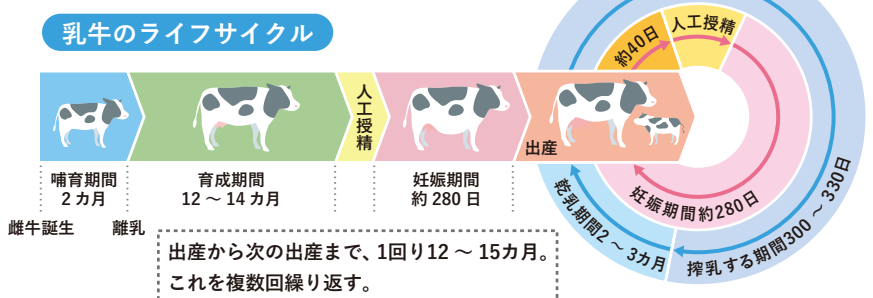 乳牛のライフサイクル
約40日
人工授精
人工授精
出産
哺育期間
2カ月
育成期間
12 ～ 14カ月
妊娠期間
約 280 日
雌牛誕生
離乳
妊娠期間約280日
乾乳期間2 ～ 3カ月
搾乳する期間300 ～ 330日
出産から次の出産まで、1回り12 ～ 15カ月。
これを複数回繰り返す。